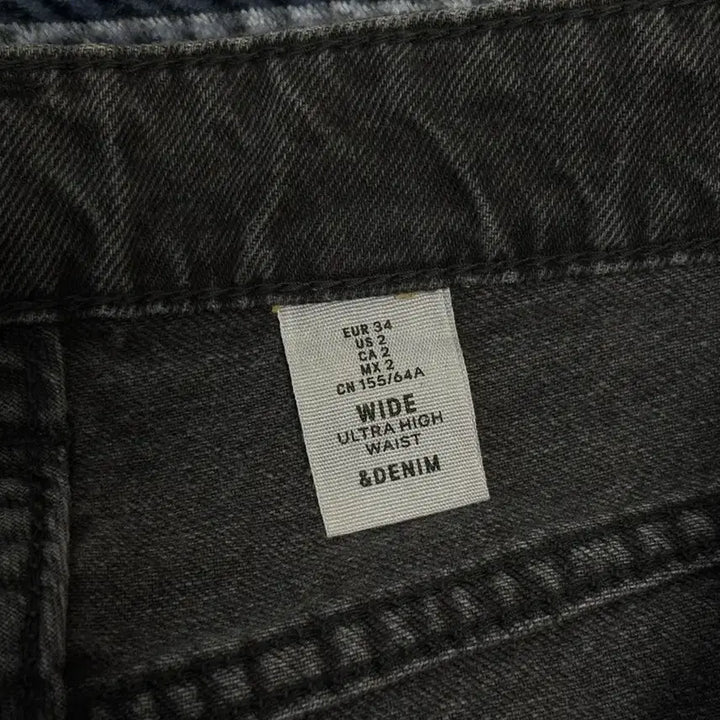 EUR 34
US 2
CA 2
MX 2
CN 155/64A
WIDE
ULTRA HIGH
WAIST
&DENIM